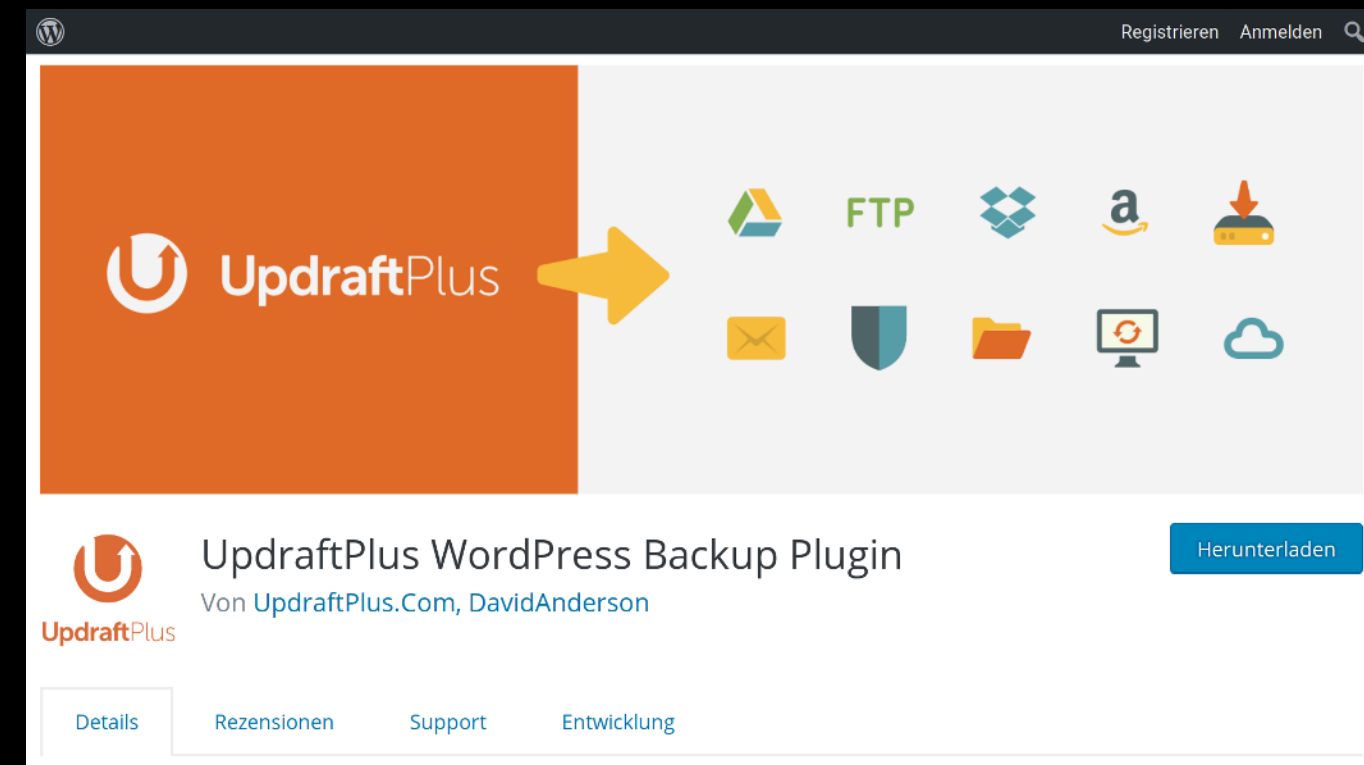 Registrieren Anmelden
UpdraftPlus
FTP
a
UpdraftPlus WordPress Backup Plugin
Herunterladen
Von UpdraftPlus.Com, DavidAnderson
UpdraftPlus
Details Rezensionen Support Entwicklung